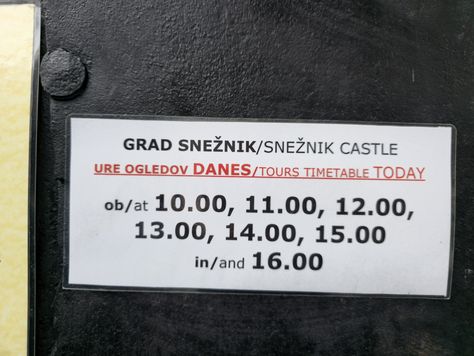 GRAD SNEŽNIK/SNEŽNIK CASTLE
URE OGLEDOV DANES/TOURS TIMETABLE TODAY
ob/at 10.00, 11.00, 12.00,
13.00, 14.00, 15.00
in/and 16.00